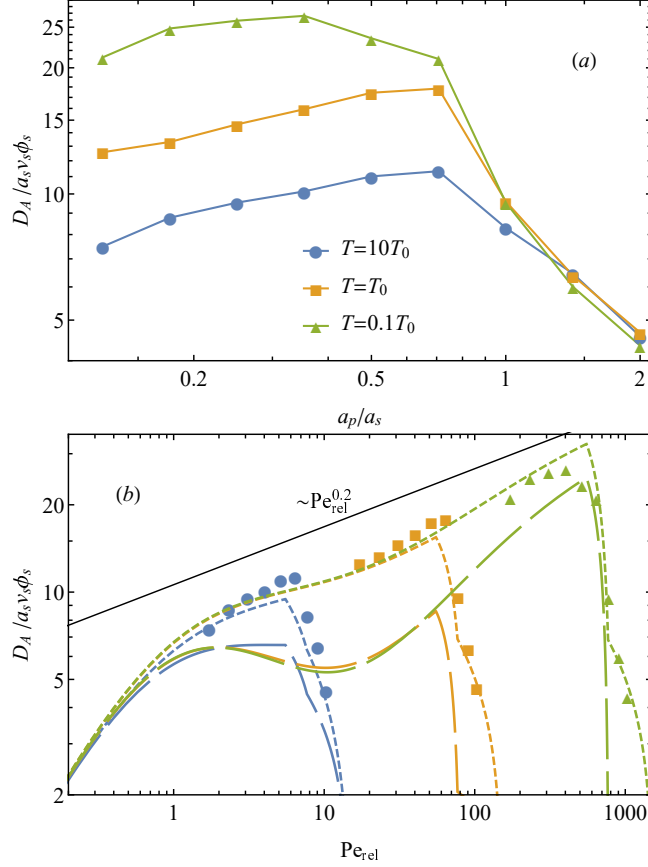 25
20
15
10
5
D_A/a_s v_s ϕ_s
(a)
T=10T_0
T=T_0
T=0.1T_0
0.2 0.5 1 2
a_p/a_s
(b)
~Pe_rel^0.2
20
10
5
2
D_A/a_s v_s ϕ_s
1 10 100 1000
Pe_rel